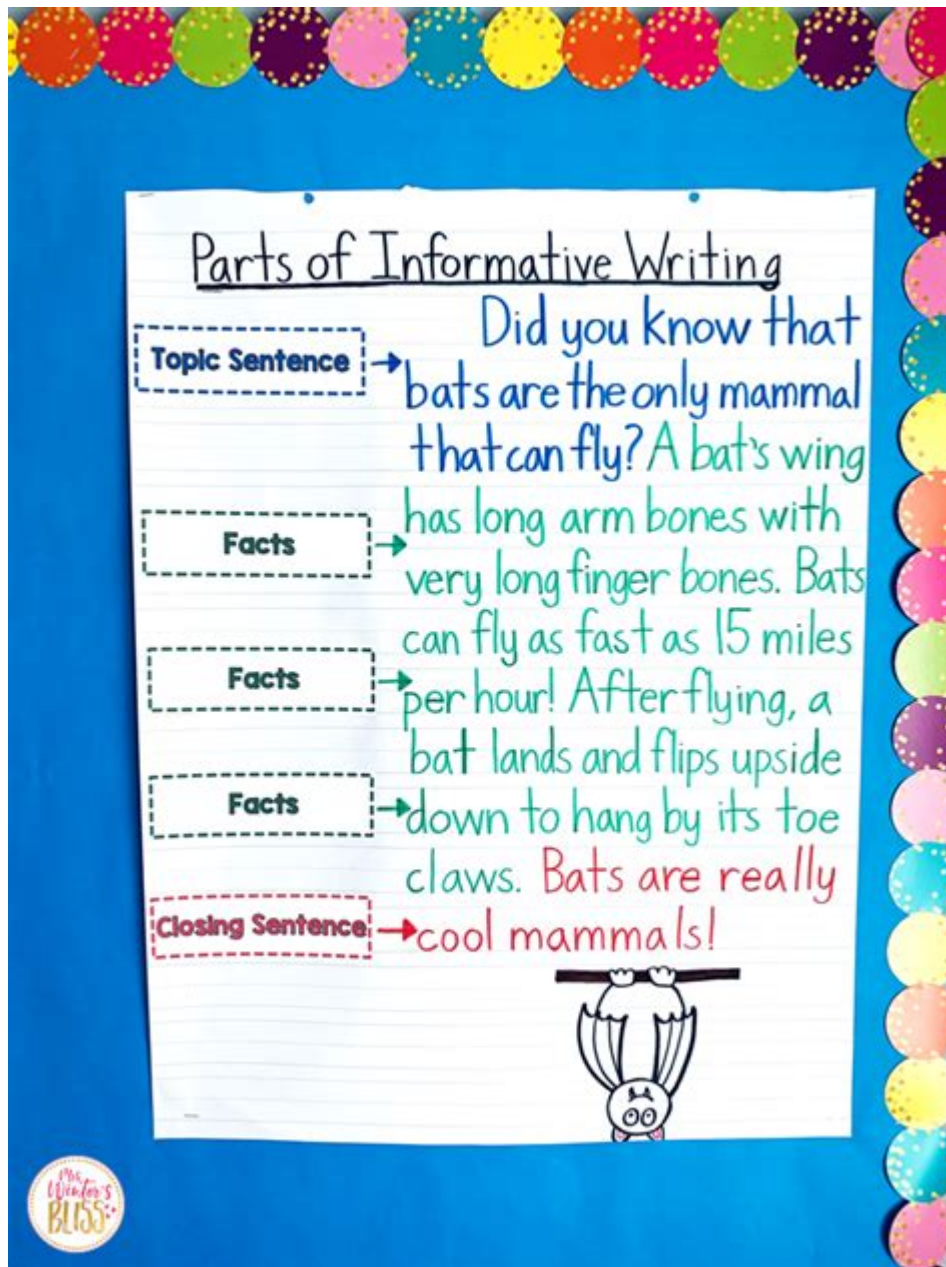 Parts of Informative Writing
Topic Sentence
Did you know that
bats are the only mammal
that can fly? A bat's wing
Facts
has long arm bones with
very long finger bones. Bats
can fly as fast as 15 miles
Facts
per hour! After flying, a
bat lands and flips upside
Facts
down to hang by its toe
claws. Bats are really
Closing Sentence
cool mammals!
Mrs.
Winter's
BLISS